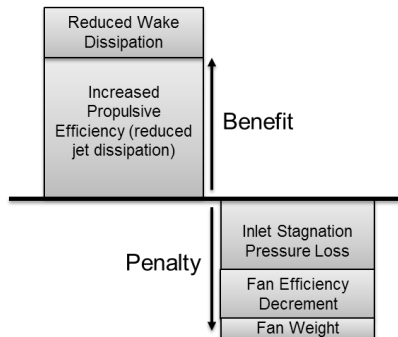 Reduced Wake
Dissipation
Increased
Propulsive
Efficiency (reduced
jet dissipation)
Benefit
Penalty
Inlet Stagnation
Pressure Loss
Fan Efficiency
Decrement
Fan Weight